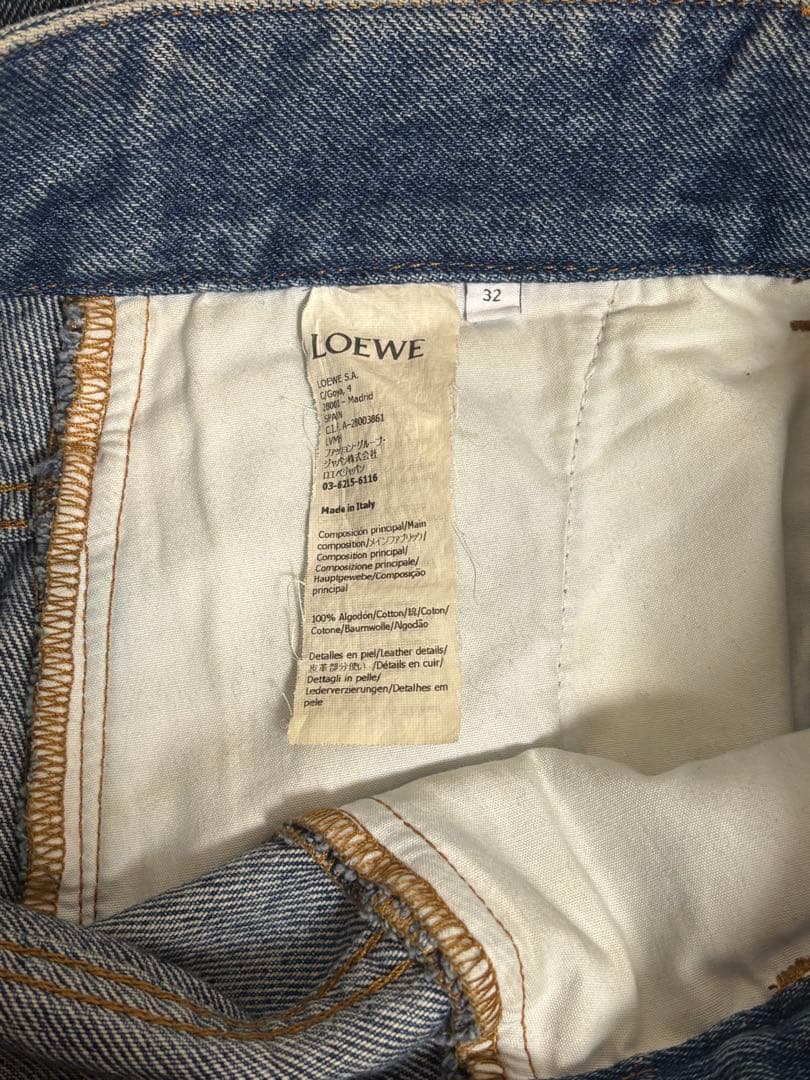 32
LOEWE
LOEWE S.A.
C/Goya, 4
28001 - Madrid
SPAIN
C.I.F. A-28003861
LVMH
ファッション・グループ・
ジャパン株式会社
ロエベジャパン
03-6215-6116
Made in Italy
Composición principal/Main
composition/メインファブリック/
Composition principal/
Composizione principale/
Hauptgewebe/Composição
principal
100% Algodón/Cotton/綿/Coton/
Cotone/Baumwolle/Algodão
Detalles en piel/Leather details/
皮革部分使い /Détails en cuir/
Dettagli in pelle/
Lederverzierungen/Detalhes em
pele